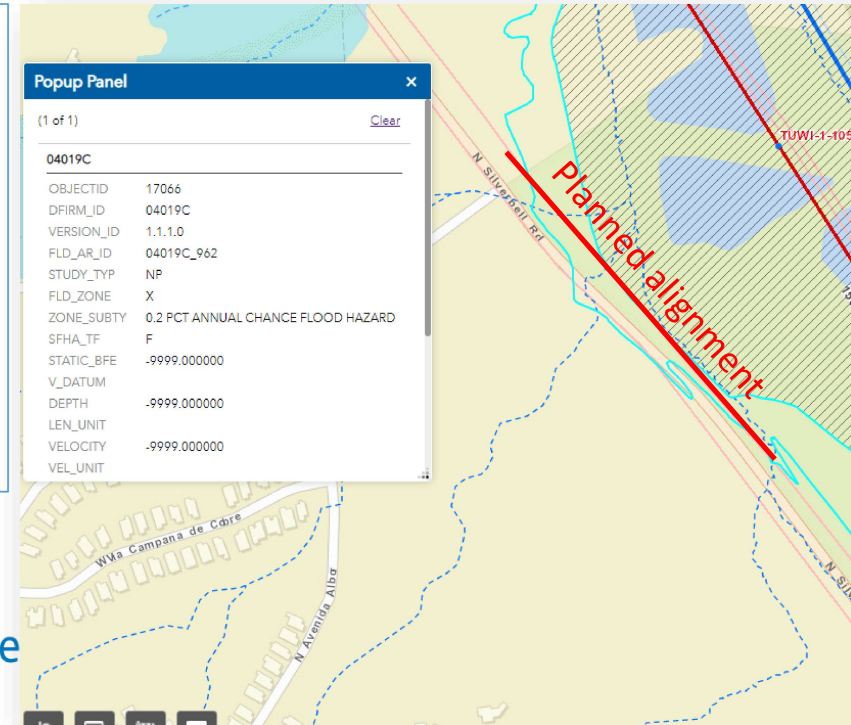 Popup Panel ×
(1 of 1) Clear
04019C
OBJECTID 17066
DFIRM_ID 04019C
VERSION_ID 1.1.1.0
FLD_AR_ID 04019C_962
STUDY_TYP NP
FLD_ZONE X
ZONE_SUBTY 0.2 PCT ANNUAL CHANCE FLOOD HAZARD
SFHA_TF F
STATIC_BFE -9999.000000
V_DATUM
DEPTH -9999.000000
LEN_UNIT
VELOCITY -9999.000000
VEL_UNIT
TUWI-1-105
N Silverbell Rd
Planned alignment
Campana de Cobre
N Avenida Alba
e